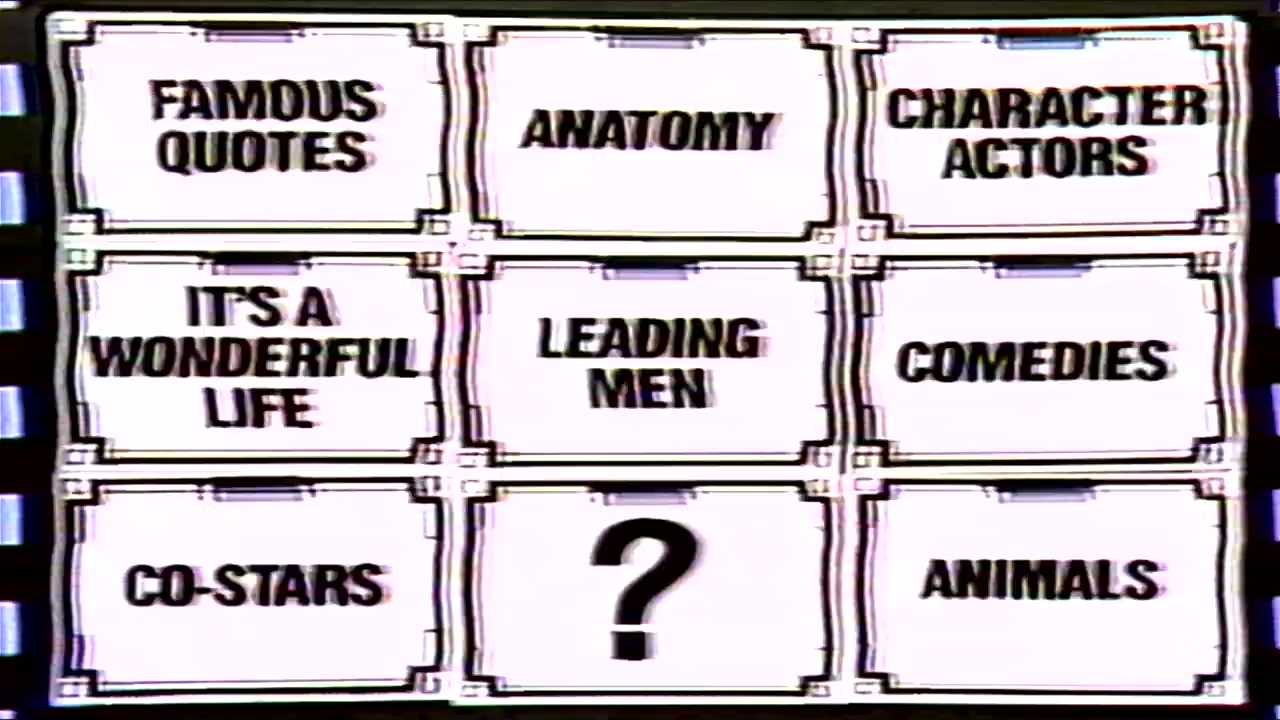 FAMOUS
QUOTES
ANATOMY
CHARACTER
ACTORS
IT'S A
WONDERFUL
LIFE
LEADING
MEN
COMEDIES
CO-STARS
?
ANIMALS